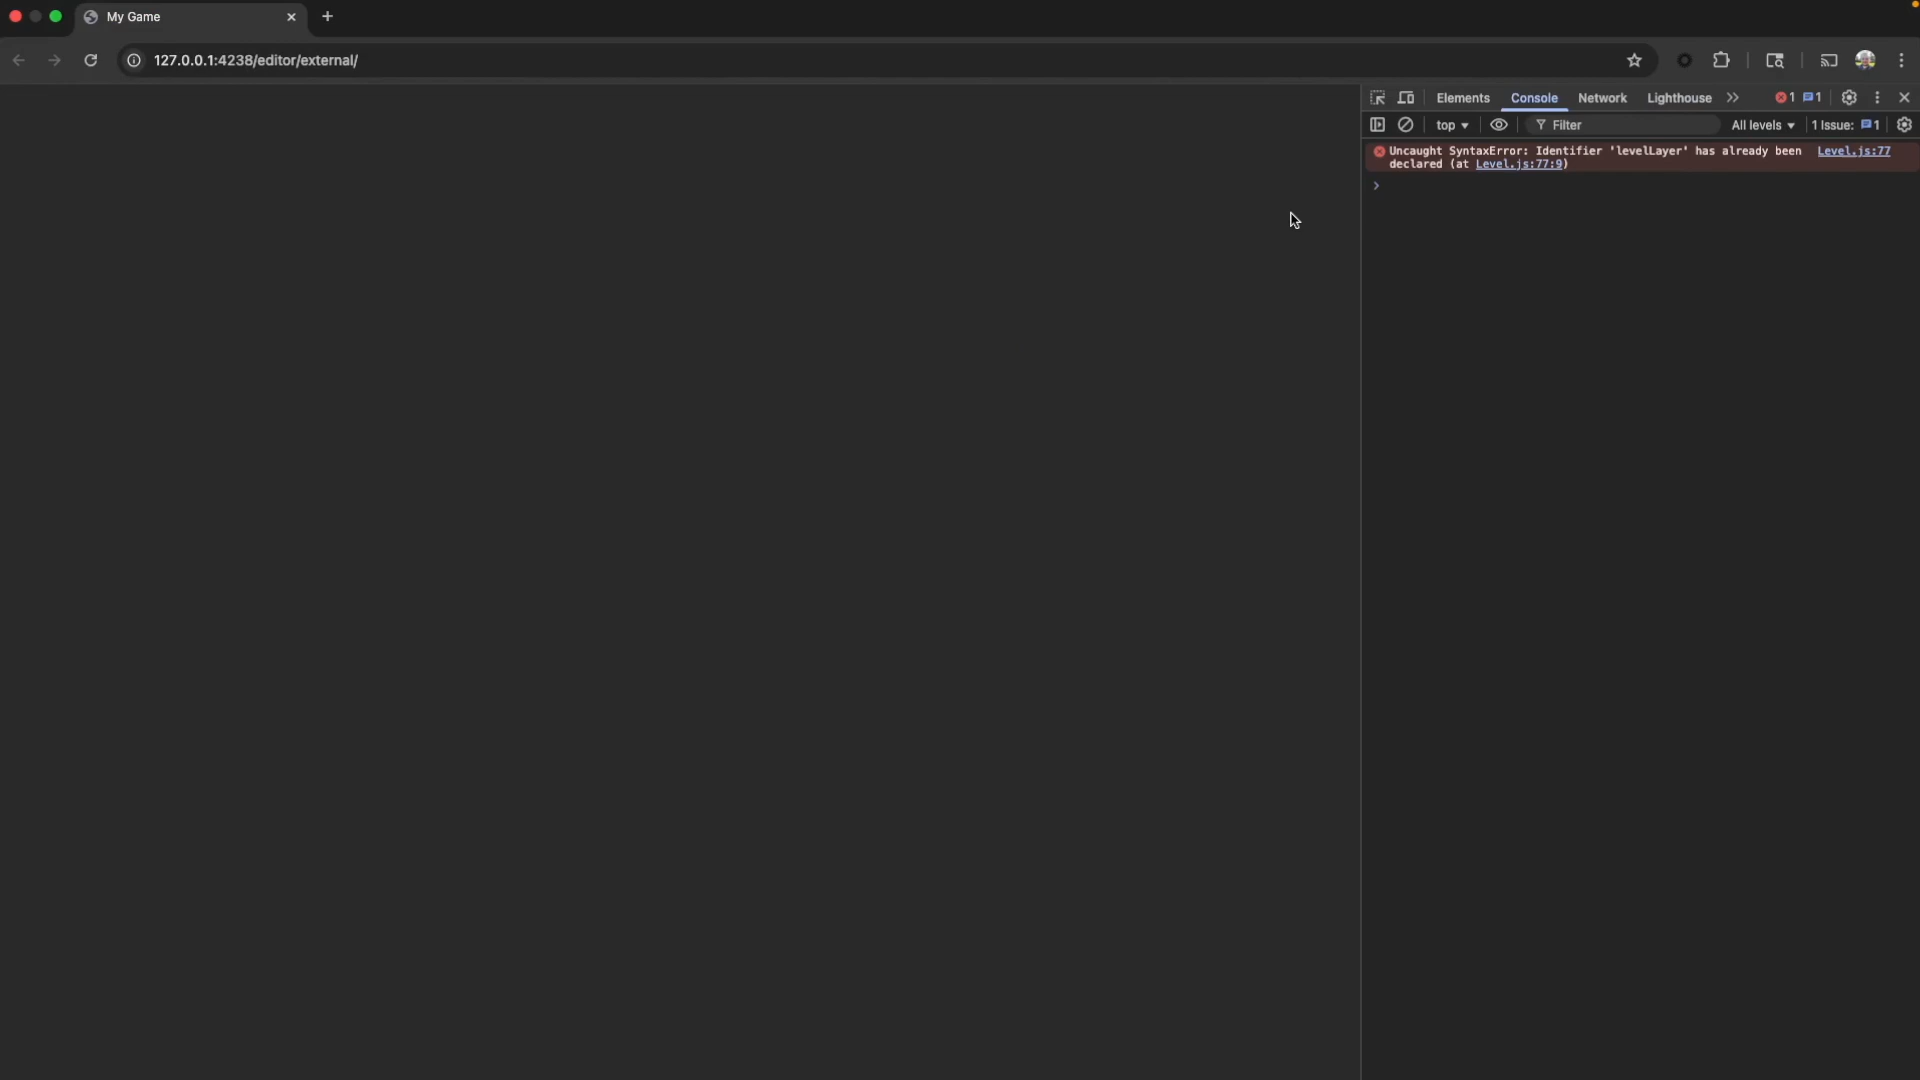 My Game
127.0.0.1:4238/editor/external/
Elements Console Network Lighthouse 1 1
top Filter All levels 1 Issue: 1
Uncaught SyntaxError: Identifier 'levelLayer' has already been Level.js:77
declared (at Level.js:77:9)